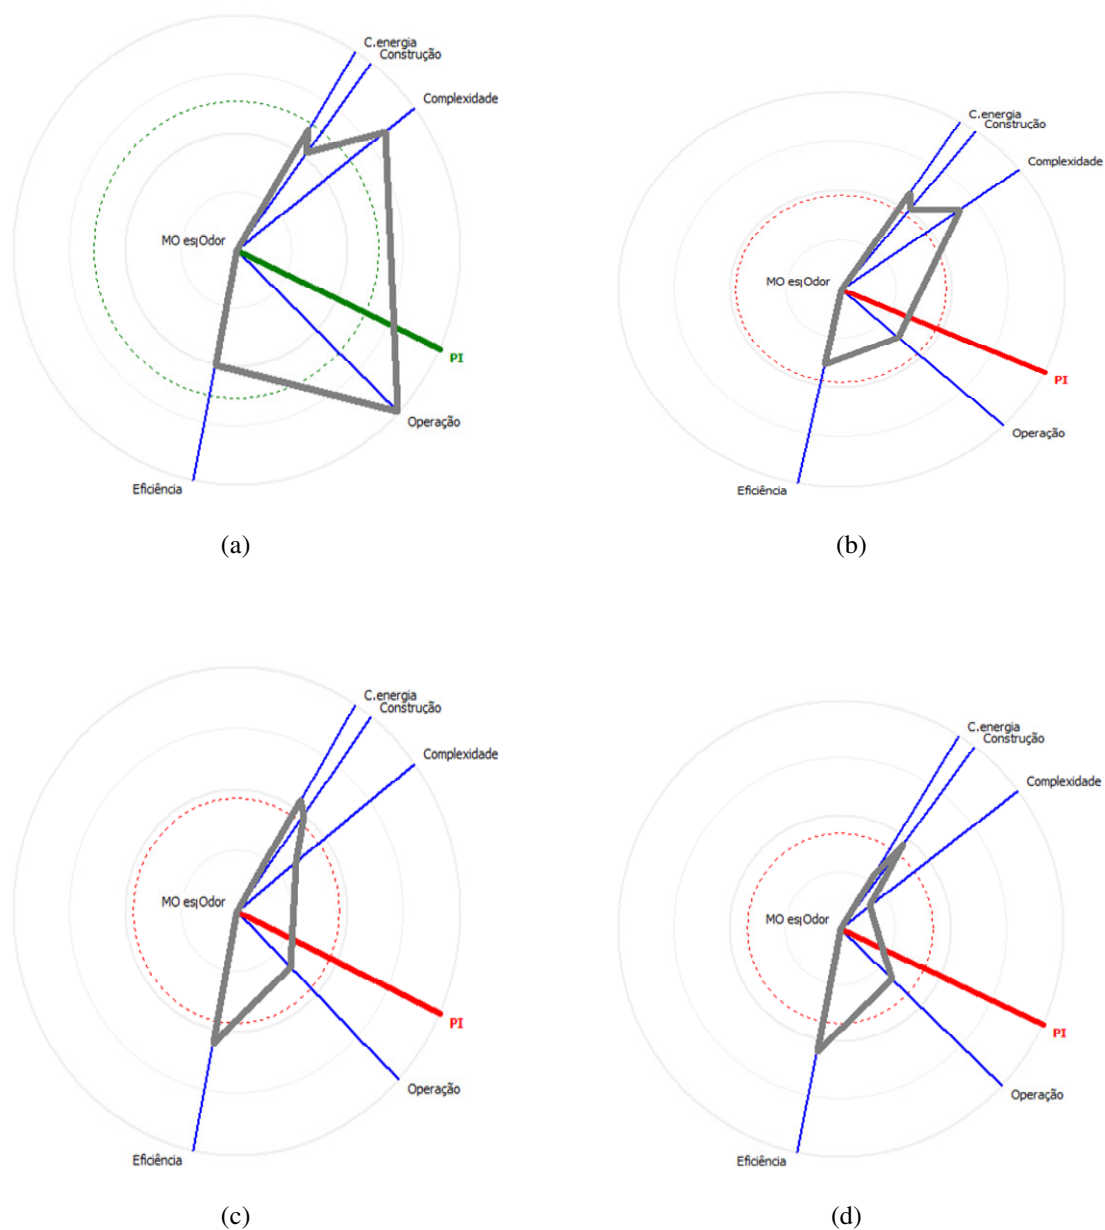 C.energia
Construção
Complexidade
MO es|Odor
PI
Operação
Eficiência
(a)
C.energia
Construção
Complexidade
MO es|Odor
PI
Operação
Eficiência
(b)
C.energia
Construção
Complexidade
MO es|Odor
PI
Operação
Eficiência
(c)
C.energia
Construção
Complexidade
MO es|Odor
PI
Operação
Eficiência
(d)